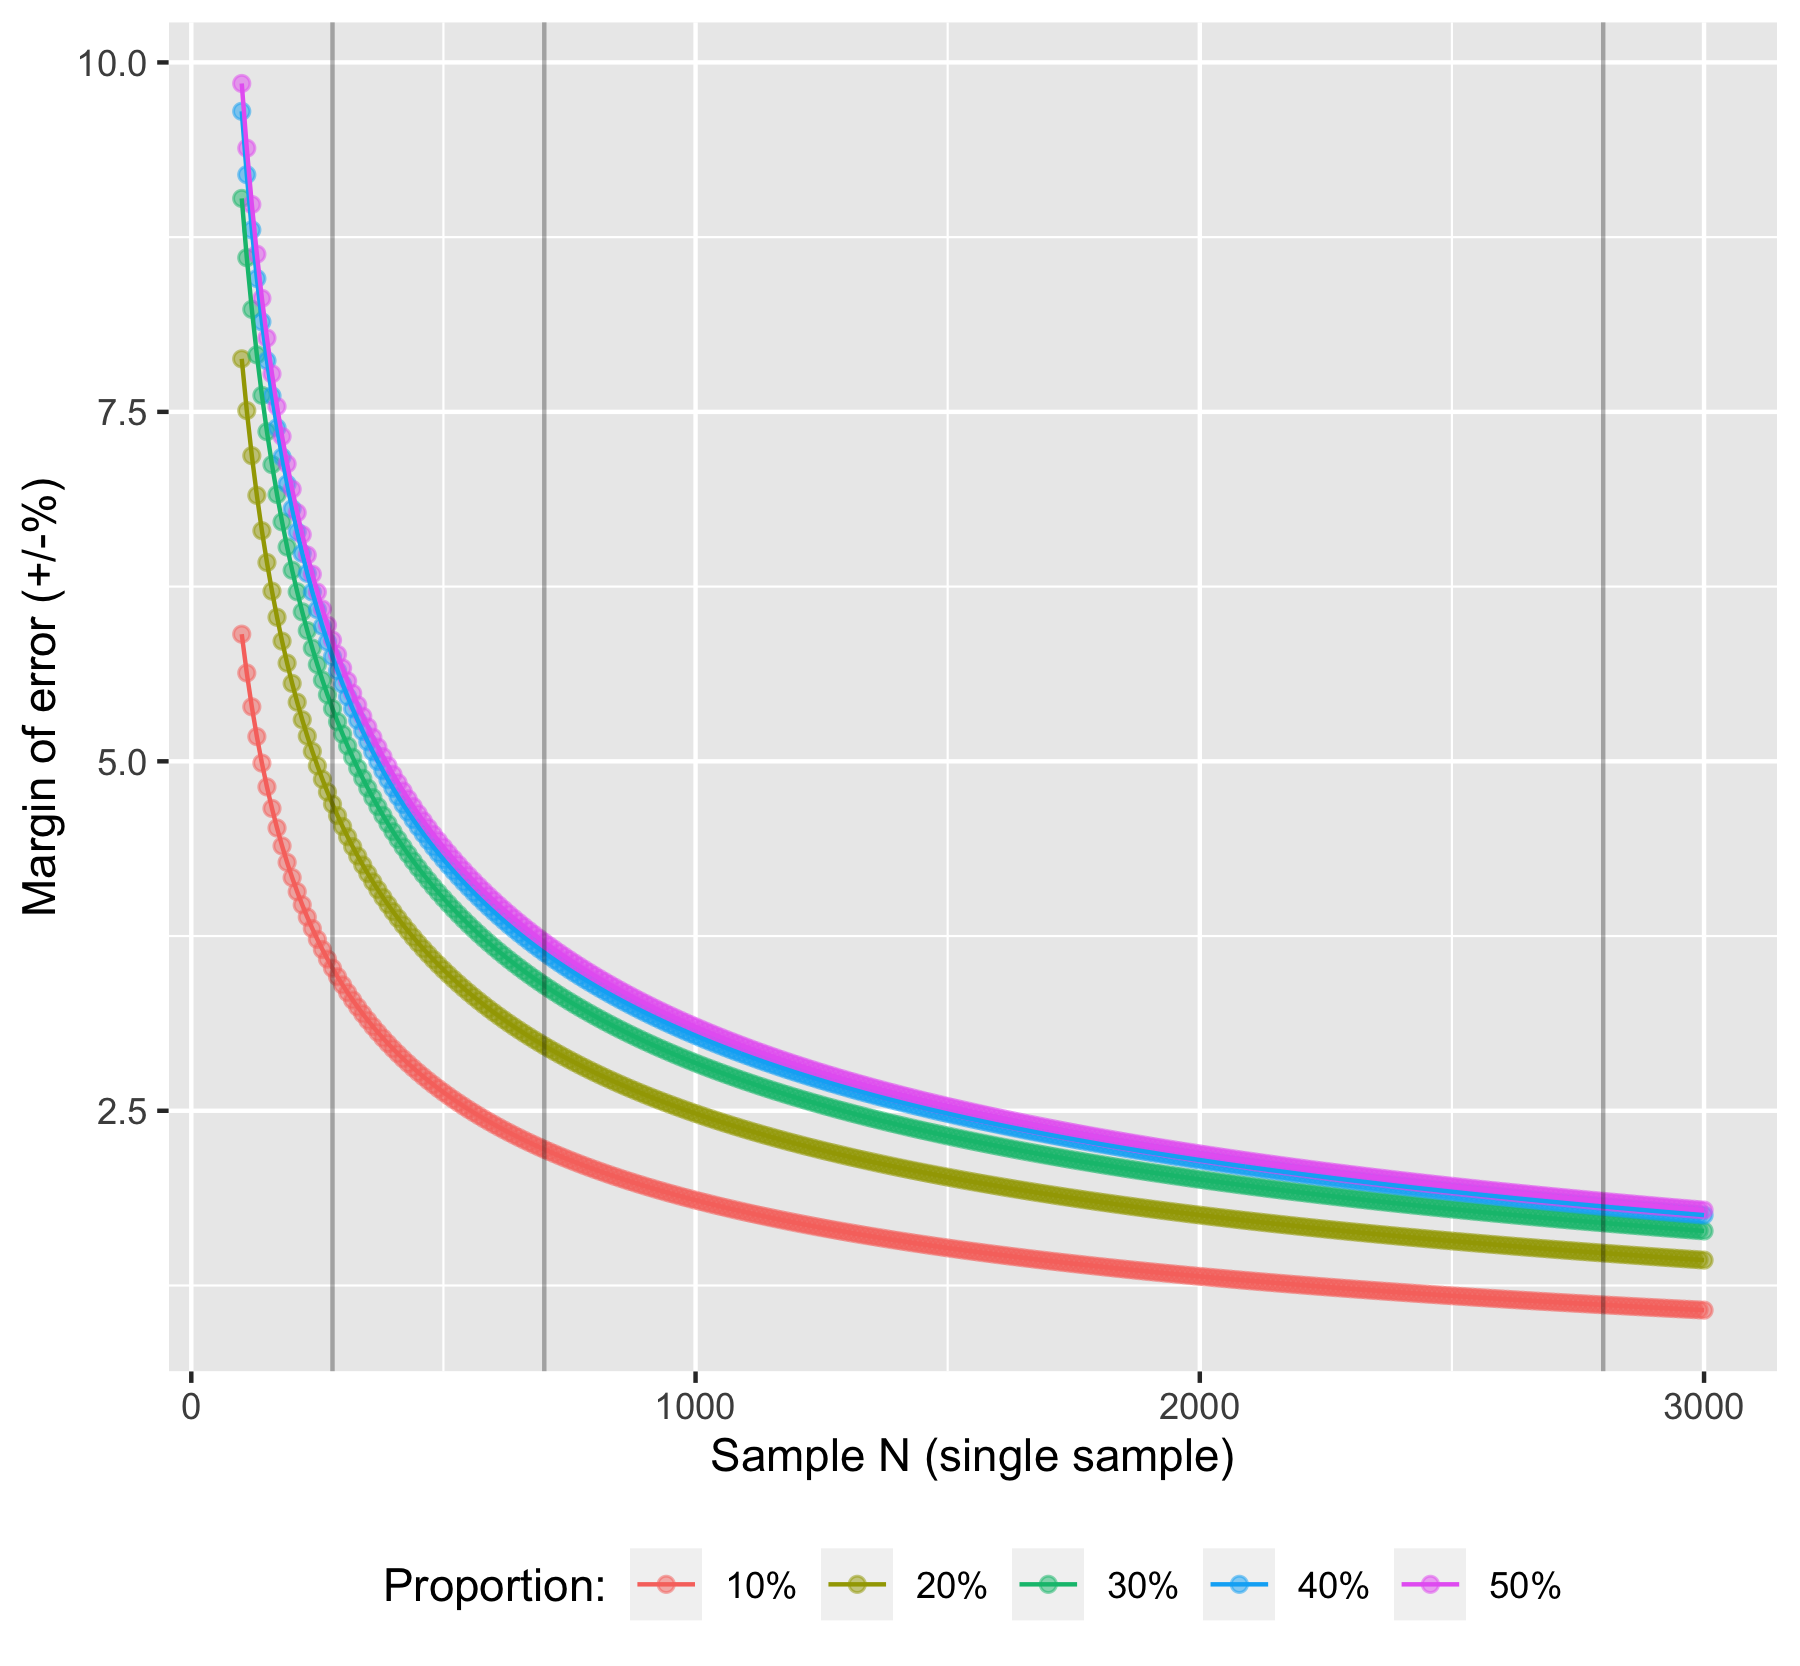 10.0
7.5
5.0
2.5
Margin of error (+/-%)
0 1000 2000 3000
Sample N (single sample)
Proportion: 10% 20% 30% 40% 50%